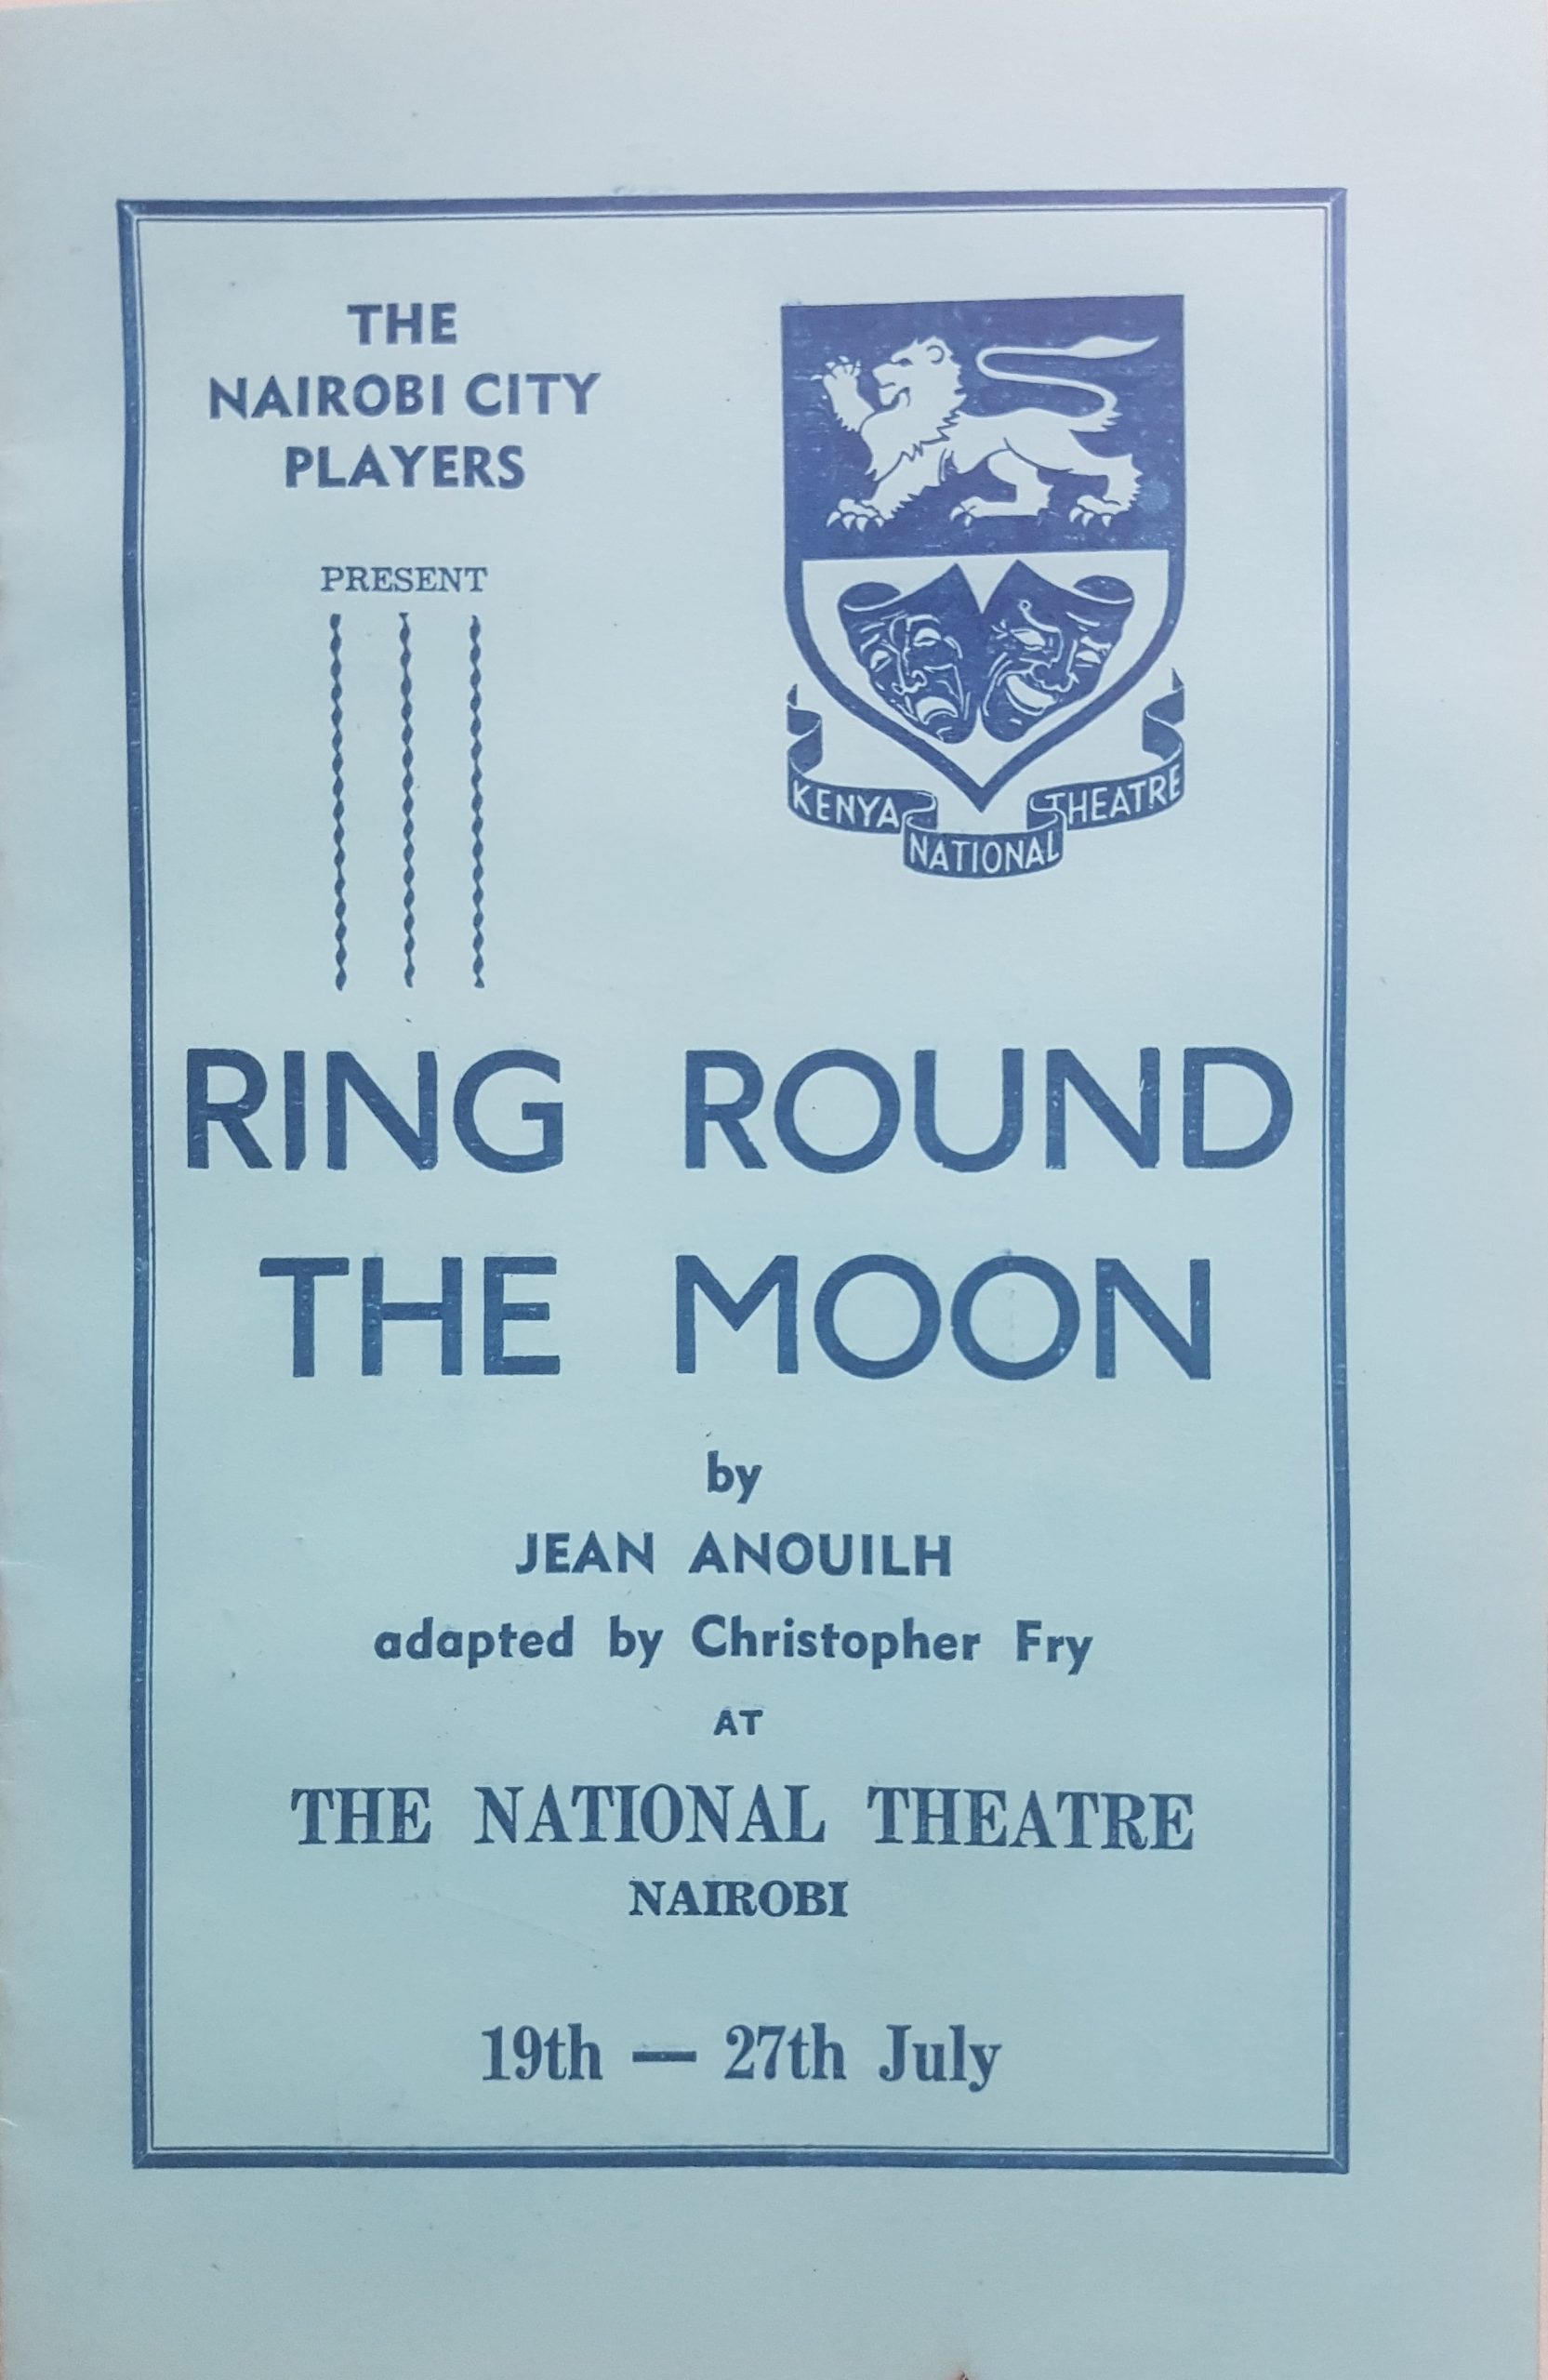 THE
NAIROBI CITY
PLAYERS
PRESENT
KENYA
NATIONAL
THEATRE
RING ROUND
THE MOON
by
JEAN ANOUILH
adapted by Christopher Fry
AT
THE NATIONAL THEATRE
NAIROBI
19th — 27th July